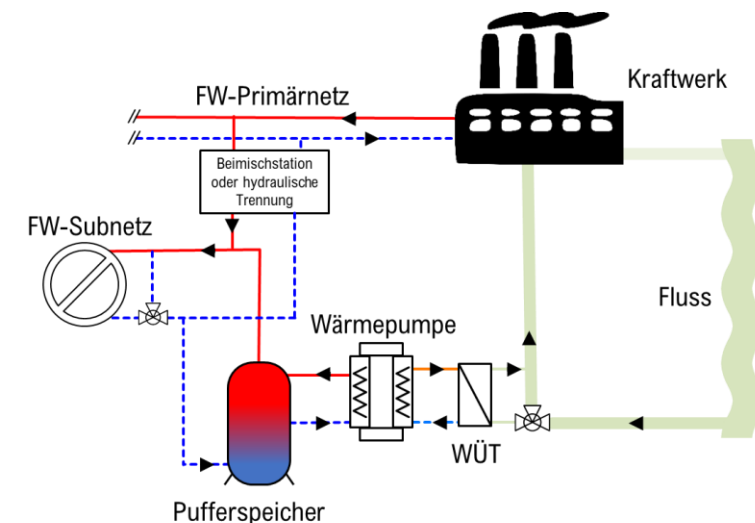 Kraftwerk
FW-Primärnetz
Beimischstation
oder hydraulische
Trennung
FW-Subnetz
Wärmepumpe
Fluss
WÜT
Pufferspeicher